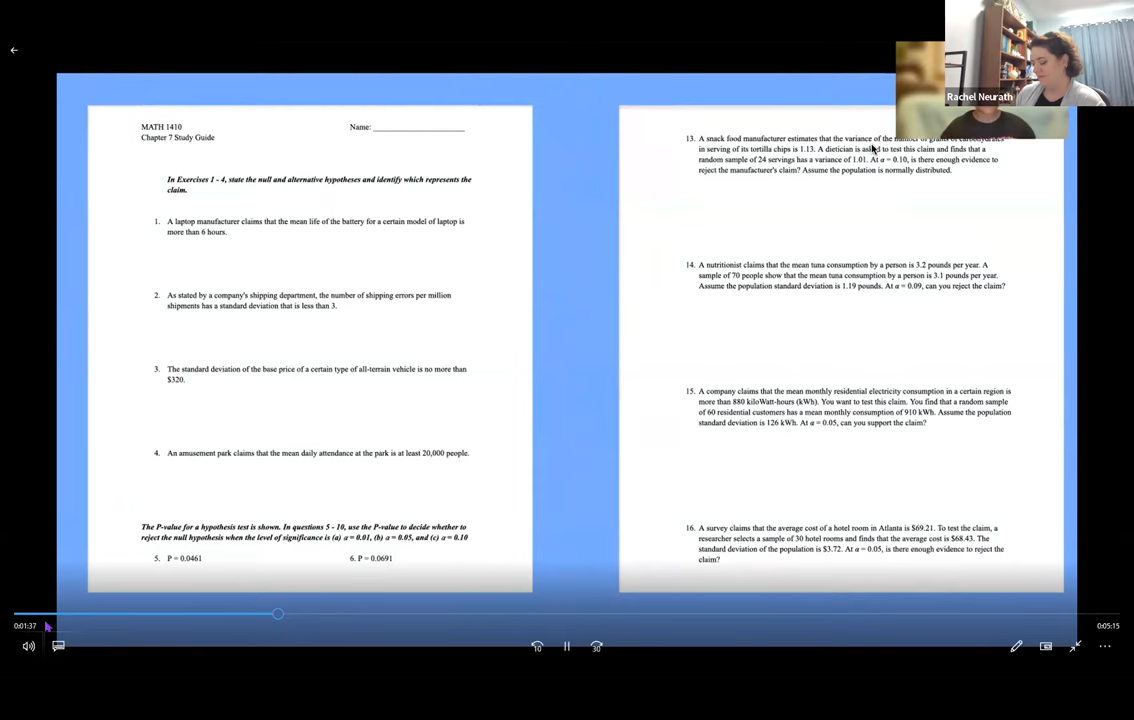 Rachel Neurath
MATH 1410
Name: ____________________
Chapter 7 Study Guide
In Exercises 1 - 4, state the null and alternative hypotheses and identify which represents the
claim.
1. A laptop manufacturer claims that the mean life of the battery for a certain model of laptop is
more than 6 hours.
2. As stated by a company's shipping department, the number of shipping errors per million
shipments has a standard deviation that is less than 3.
3. The standard deviation of the base price of a certain type of all-terrain vehicle is no more than
$320.
4. An amusement park claims that the mean daily attendance at the park is at least 20,000 people.
The P-value for a hypothesis test is shown. In questions 5 - 10, use the P-value to decide whether to
reject the null hypothesis when the level of significance is (a) α = 0.01, (b) α = 0.05, and (c) α = 0.10
5. P = 0.0461
6. P = 0.0691
13. A snack food manufacturer estimates that the variance of the
in serving of its tortilla chips is 1.13. A dietician is asked to test this claim and finds that a
random sample of 24 servings has a variance of 1.01. At α = 0.10, is there enough evidence to
reject the manufacturer's claim? Assume the population is normally distributed.
14. A nutritionist claims that the mean tuna consumption by a person is 3.2 pounds per year. A
sample of 70 people show that the mean tuna consumption by a person is 3.1 pounds per year.
Assume the population standard deviation is 1.19 pounds. At α = 0.09, can you reject the claim?
15. A company claims that the mean monthly residential electricity consumption in a certain region is
more than 880 kiloWatt-hours (kWh). You want to test this claim. You find that a random sample
of 60 residential customers has a mean monthly consumption of 910 kWh. Assume the population
standard deviation is 126 kWh. At α = 0.05, can you support the claim?
16. A survey claims that the average cost of a hotel room in Atlanta is $69.21. To test the claim, a
researcher selects a sample of 30 hotel rooms and finds that the average cost is $68.43. The
standard deviation of the population is $3.72. At α = 0.05, is there enough evidence to reject the
claim?
0:01:37
0:05:15
10
30